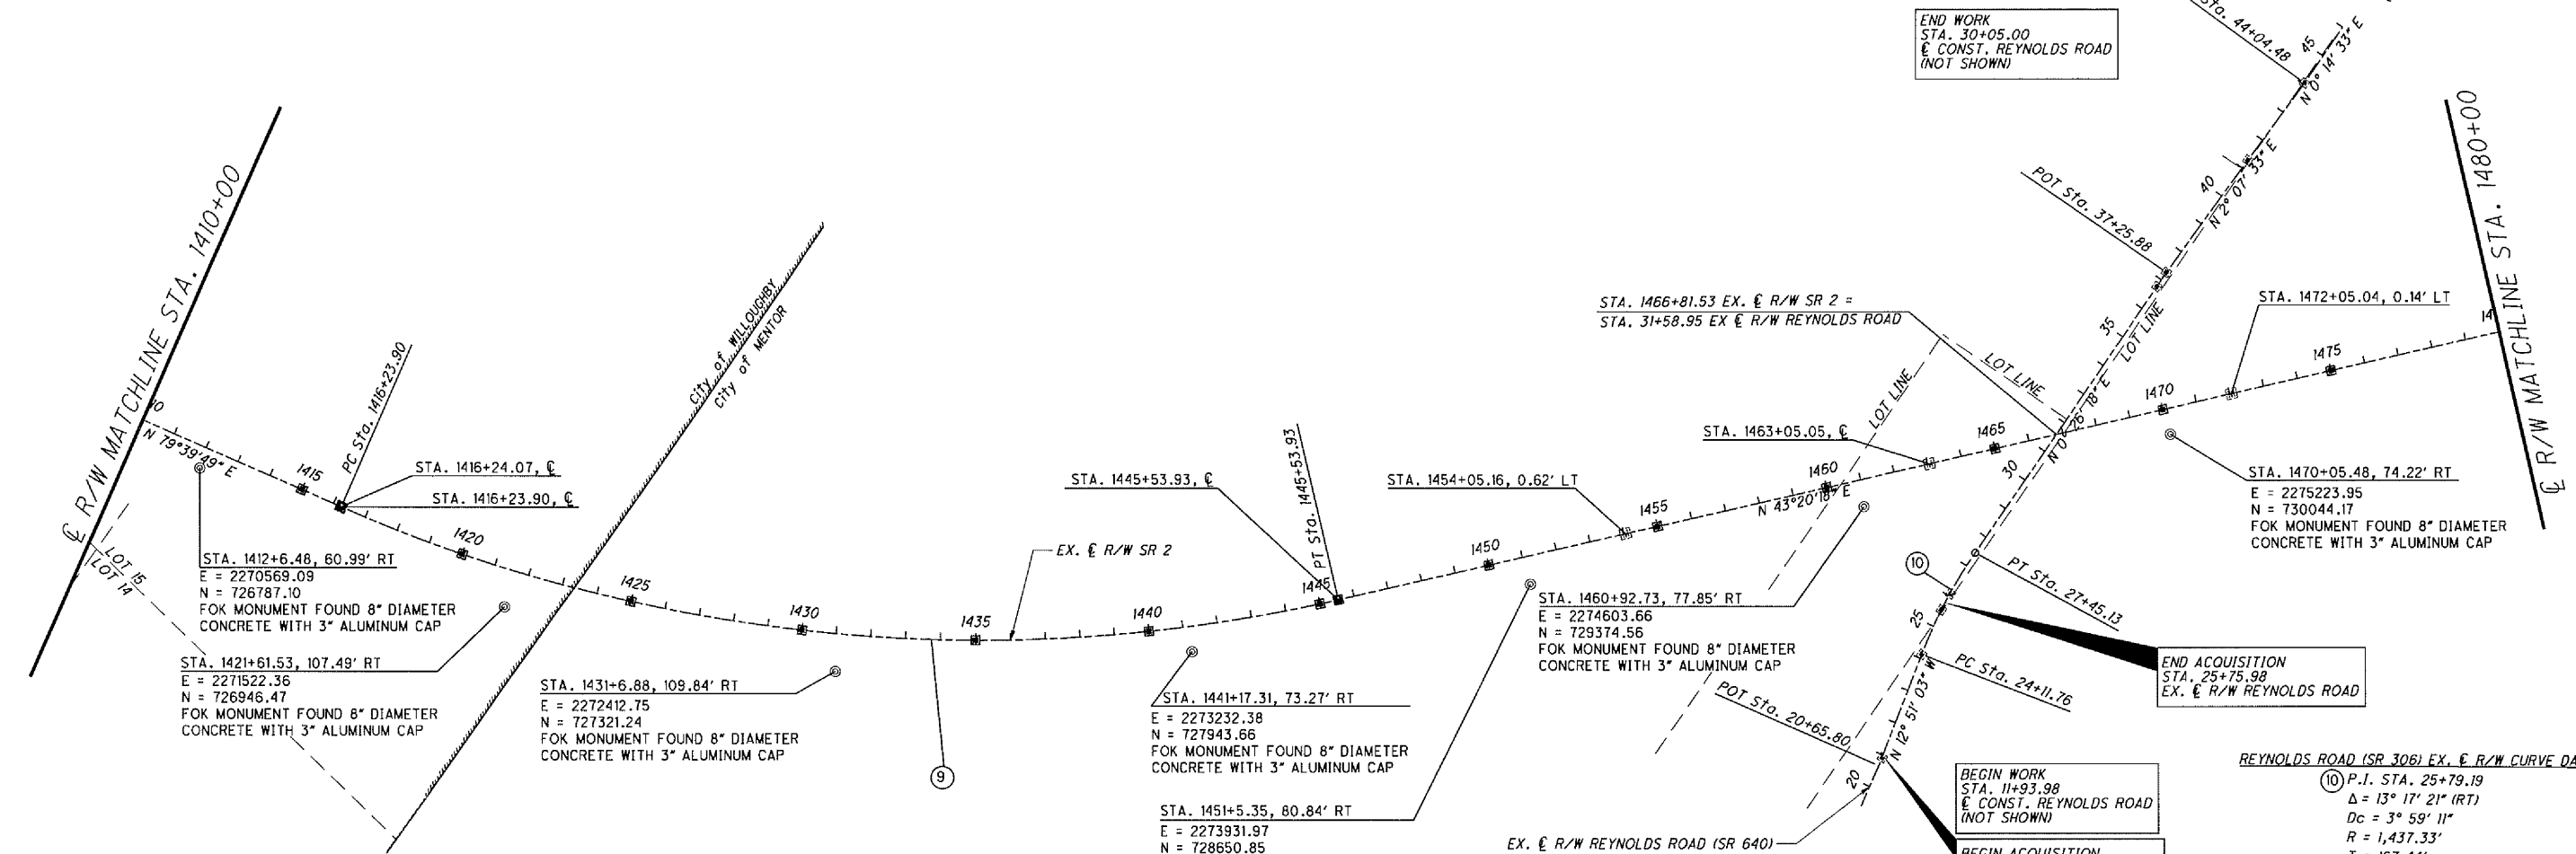 END WORK
STA. 30+05.00
℄ CONST. REYNOLDS ROAD
(NOT SHOWN)
Sta. 44+04.48
45
N 0° 14' 33" E
℄ R/W MATCHLINE STA. 1410+00
℄ R/W MATCHLINE STA. 1480+00
40
N 2° 07' 33" E
POT Sta. 37+25.88
City of WILLOUGHBY
City of MENTOR
STA. 1466+81.53 EX. ℄ R/W SR 2 =
STA. 31+58.95 EX ℄ R/W REYNOLDS ROAD
STA. 1472+05.04, 0.14' LT
35
LOT LINE
LOT LINE
LOT LINE
14
1475
1470
N 0° 26' 18" E
PC Sta. 1416+23.90
10
N 79°39'49" E
1415
STA. 1416+24.07, ℄
STA. 1416+23.90, ℄
STA. 1445+53.93, ℄
PT Sta. 1445+53.93
STA. 1454+05.16, 0.62' LT
STA. 1463+05.05, ℄
1465
1460
N 43°20'18" E
30
STA. 1470+05.48, 74.22' RT
E = 2275223.95
N = 730044.17
FOK MONUMENT FOUND 8" DIAMETER
CONCRETE WITH 3" ALUMINUM CAP
1455
1450
1420
1425
1430
1435
1440
1445
EX. ℄ R/W SR 2
LOT 15
LOT 14
STA. 1412+6.48, 60.99' RT
E = 2270569.09
N = 726787.10
FOK MONUMENT FOUND 8" DIAMETER
CONCRETE WITH 3" ALUMINUM CAP
STA. 1421+61.53, 107.49' RT
E = 2271522.36
N = 726946.47
FOK MONUMENT FOUND 8" DIAMETER
CONCRETE WITH 3" ALUMINUM CAP
STA. 1431+6.88, 109.84' RT
E = 2272412.75
N = 727321.24
FOK MONUMENT FOUND 8" DIAMETER
CONCRETE WITH 3" ALUMINUM CAP
9
STA. 1441+17.31, 73.27' RT
E = 2273232.38
N = 727943.66
FOK MONUMENT FOUND 8" DIAMETER
CONCRETE WITH 3" ALUMINUM CAP
STA. 1451+5.35, 80.84' RT
E = 2273931.97
N = 728650.85
STA. 1460+92.73, 77.85' RT
E = 2274603.66
N = 729374.56
FOK MONUMENT FOUND 8" DIAMETER
CONCRETE WITH 3" ALUMINUM CAP
10
PT Sta. 27+45.13
25
PC Sta. 24+11.76
N 12° 51' 03" W
POT Sta. 20+65.80
20
END ACQUISITION
STA. 25+75.98
EX. ℄ R/W REYNOLDS ROAD
BEGIN WORK
STA. 11+93.98
℄ CONST. REYNOLDS ROAD
(NOT SHOWN)
BEGIN ACQUISITION
EX. ℄ R/W REYNOLDS ROAD (SR 640)
REYNOLDS ROAD (SR 306) EX. ℄ R/W CURVE DA
10 P.I. STA. 25+79.19
Δ = 13° 17' 21" (RT)
Dc = 3° 59' 11"
R = 1,437.33'